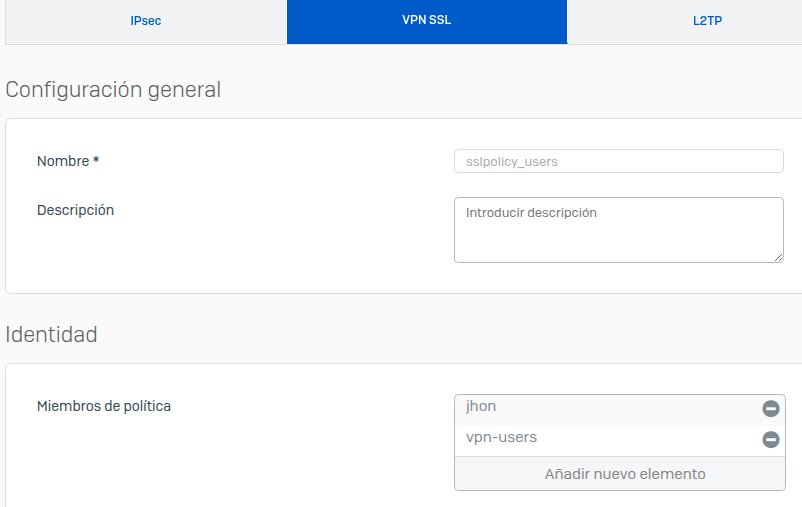 IPsec
VPN SSL
L2TP
Configuración general
Nombre *
sslpolicy_users
Descripción
Introducir descripción
Identidad
Miembros de política
jhon
vpn-users
Añadir nuevo elemento